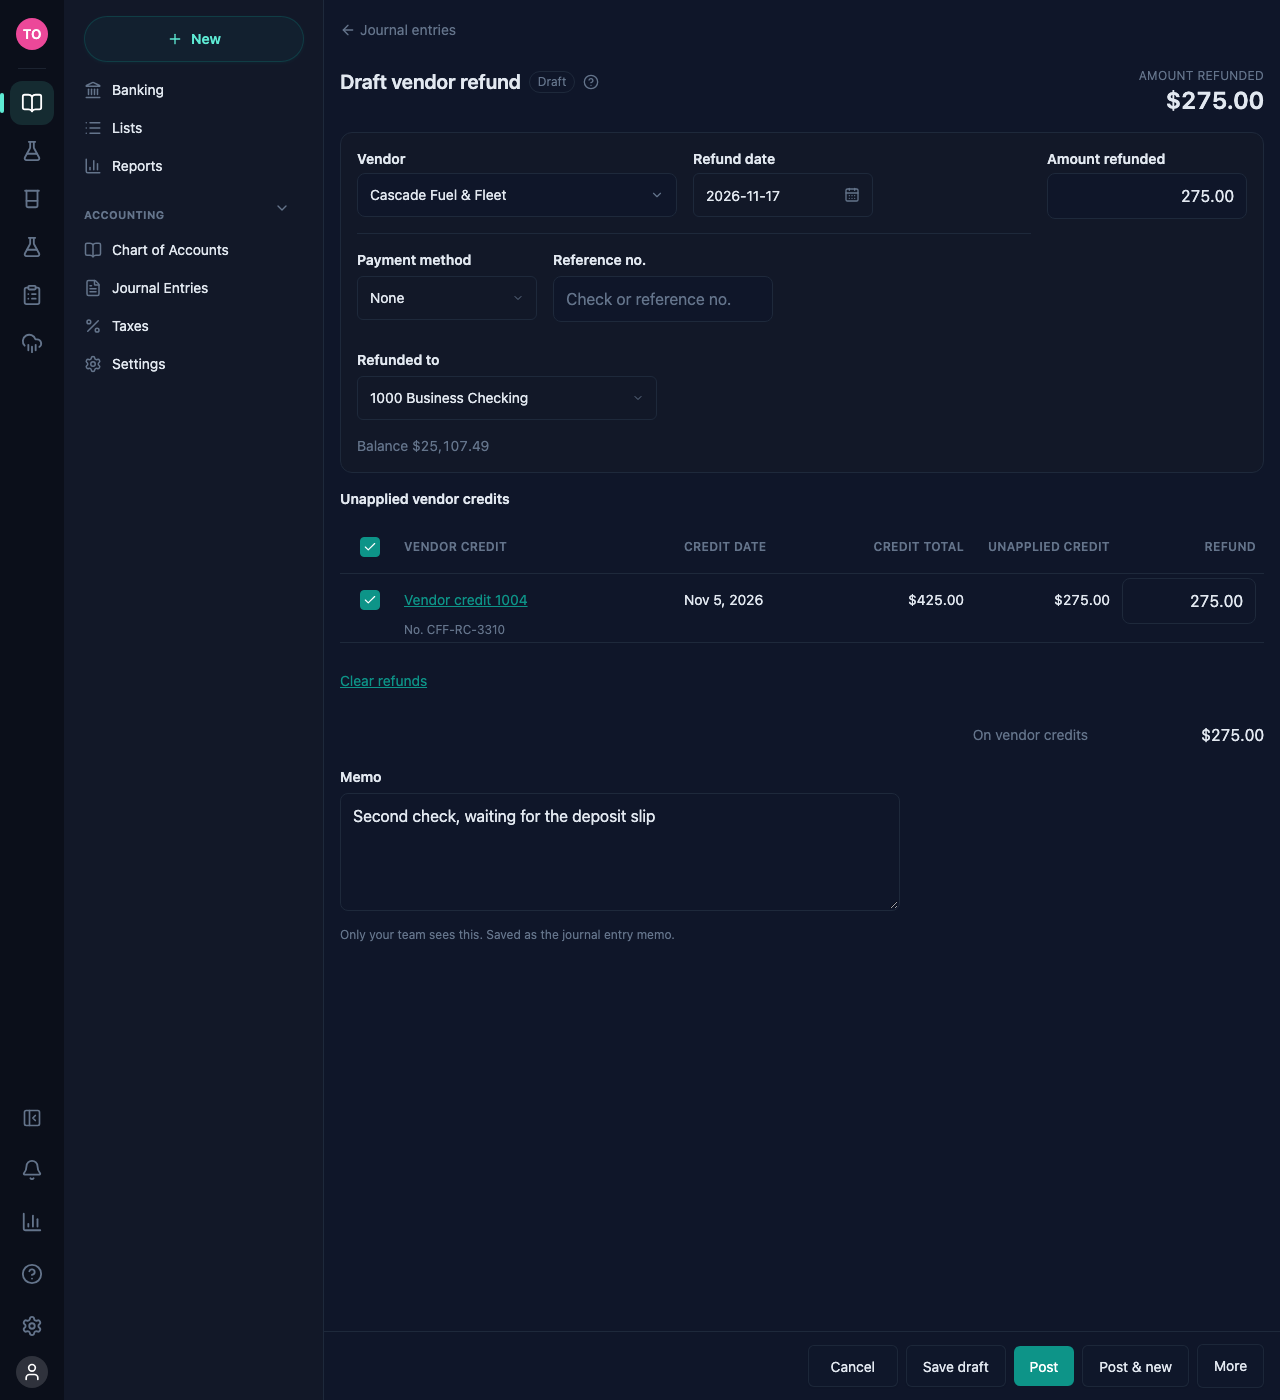 TO
New
Banking
Lists
Reports
ACCOUNTING
Chart of Accounts
Journal Entries
Taxes
Settings
Journal entries
Draft vendor refund
Draft
AMOUNT REFUNDED
$275.00
Vendor
Refund date
Amount refunded
Cascade Fuel & Fleet
2026-11-17
275.00
Payment method
Reference no.
None
Check or reference no.
Refunded to
1000 Business Checking
Balance $25,107.49
Unapplied vendor credits
VENDOR CREDIT CREDIT DATE CREDIT TOTAL UNAPPLIED CREDIT REFUND
Vendor credit 1004 Nov 5, 2026 $425.00 $275.00 275.00
No. CFF-RC-3310
Clear refunds
On vendor credits $275.00
Memo
Second check, waiting for the deposit slip
Only your team sees this. Saved as the journal entry memo.
Cancel
Save draft
Post
Post & new
More